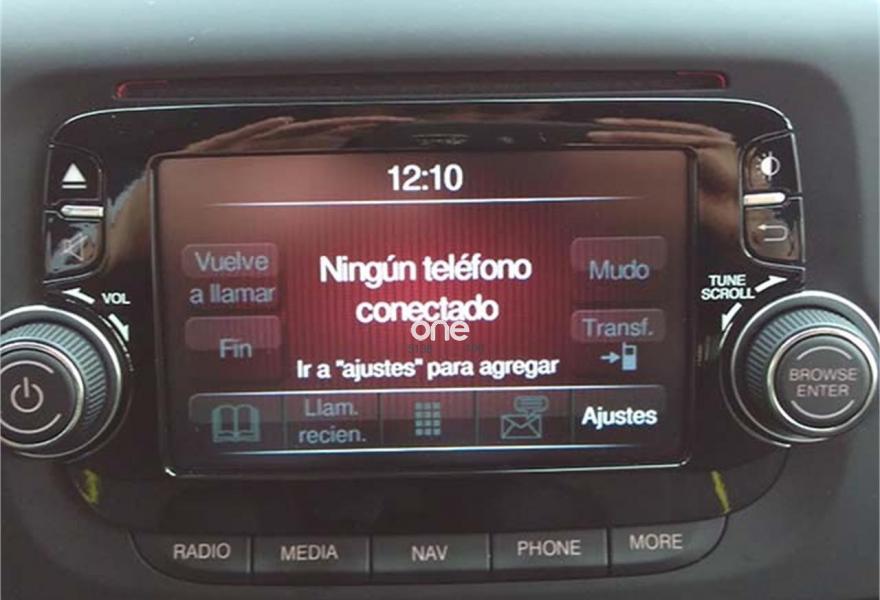 12:10
Vuelve
a llamar
Ningún teléfono
conectado
Mudo
Fin
one
Transf.
Ir a "ajustes" para agregar
Llam.
recien.
Ajustes
VOL
TUNE
SCROLL
BROWSE
ENTER
RADIO
MEDIA
NAV
PHONE
MORE